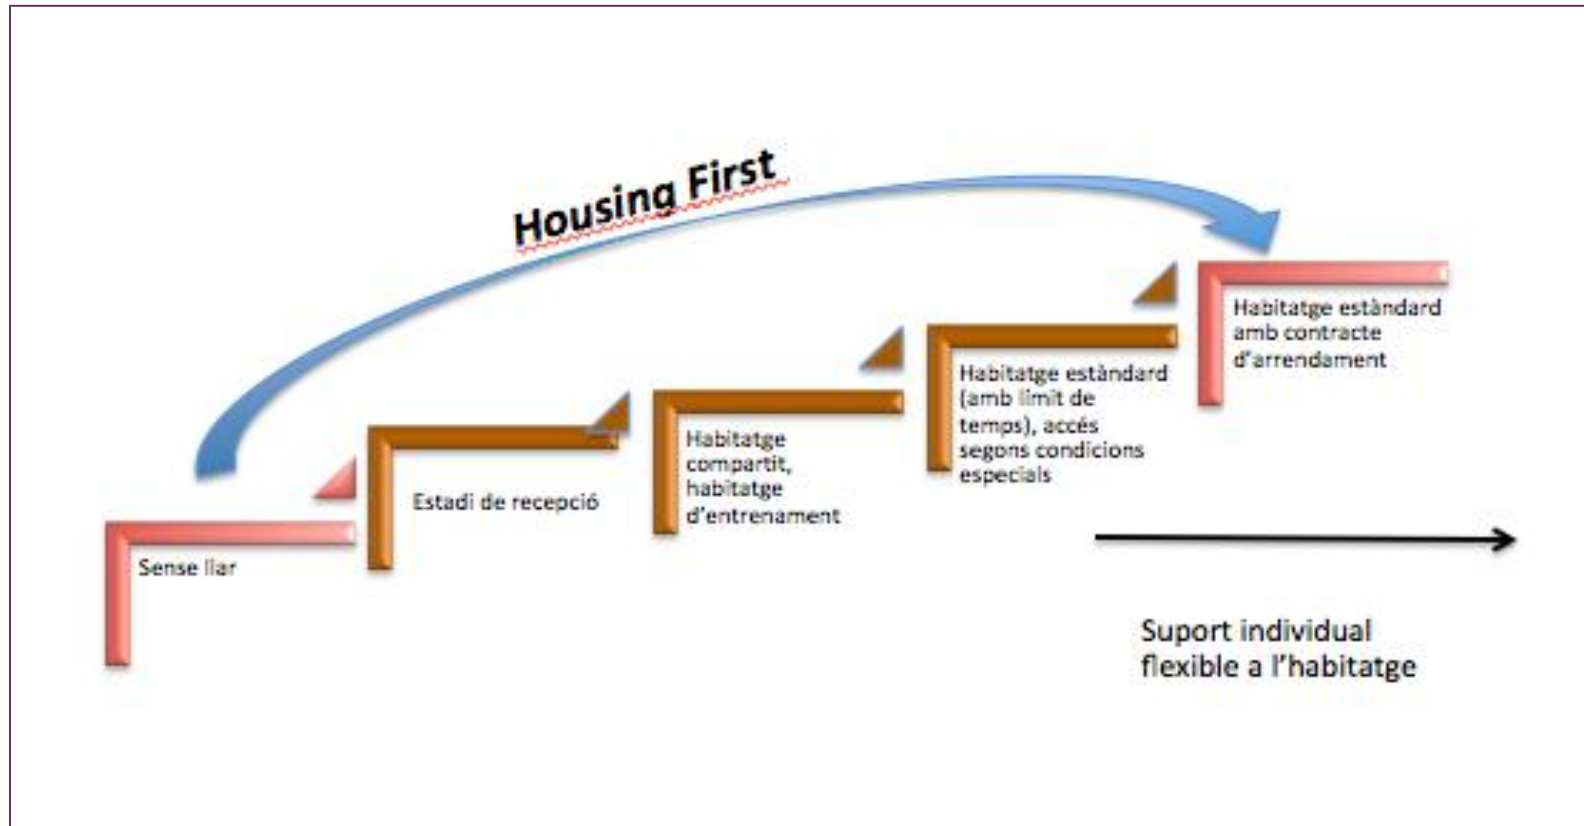 Housing First
Sense llar
Estadi de recepció
Habitatge
compartit,
habitatge
d'entrenament
Habitatge estàndard
(amb límit de
temps), accés
segons condicions
especials
Habitatge estàndard
amb contracte
d'arrendament
Suport individual
flexible a l'habitatge